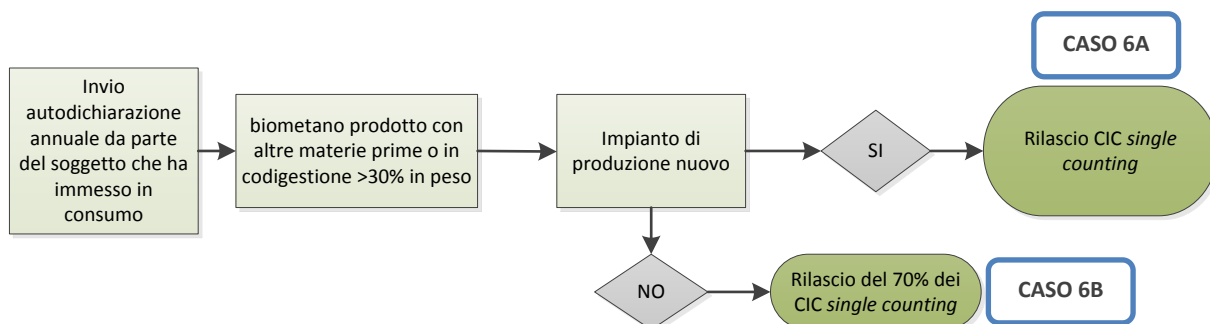 CASO 6A
Invio
autodichiarazione
annuale da parte
del soggetto che ha
immesso in
consumo
biometano prodotto con
altre materie prime o in
codigestione >30% in peso
Impianto di
produzione nuovo
SI
Rilascio CIC single
counting
NO
Rilascio del 70% dei
CIC single counting
CASO 6B